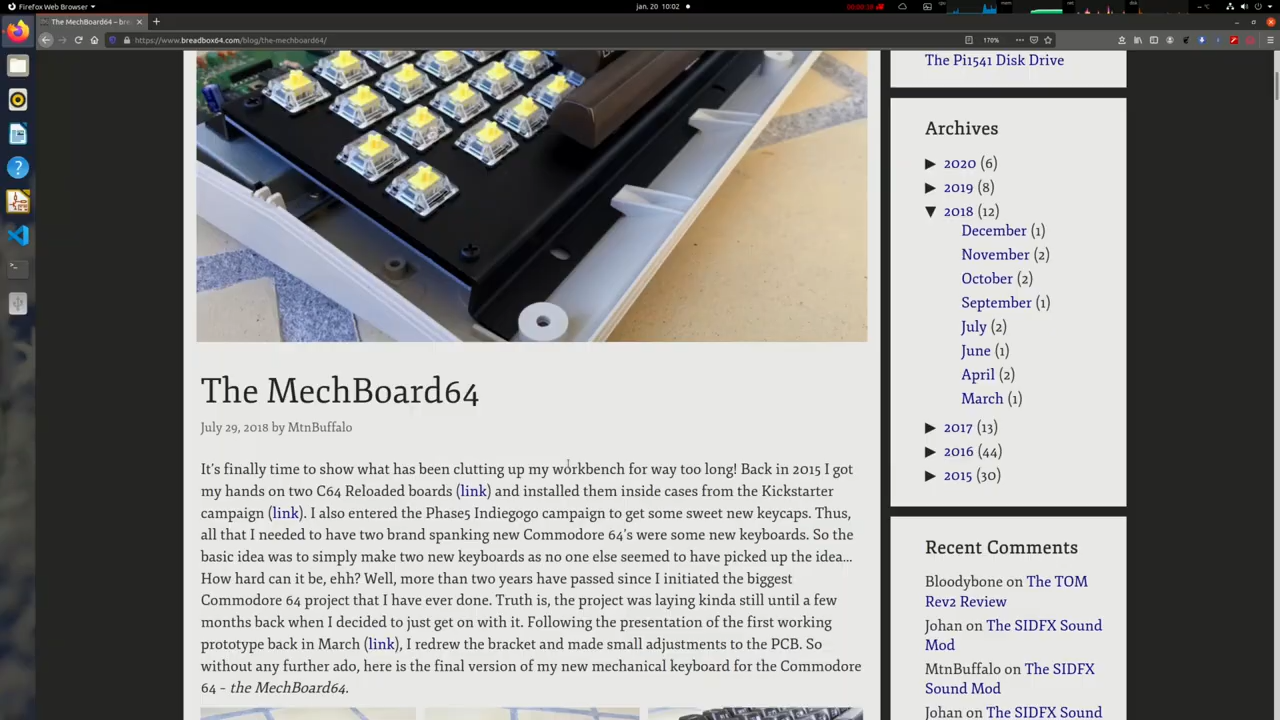 Firefox Web Browser
jan. 20 10:02
The MechBoard64 – brea
https://www.breadbox64.com/blog/the-mechboard64/
170%
The Pi1541 Disk Drive
Archives
2020 (6)
2019 (8)
2018 (12)
December (1)
November (2)
October (2)
September (1)
July (2)
June (1)
April (2)
March (1)
2017 (13)
2016 (44)
2015 (30)
The MechBoard64
July 29, 2018 by MtnBuffalo
It's finally time to show what has been clutting up my workbench for way too long! Back in 2015 I got
my hands on two C64 Reloaded boards (link) and installed them inside cases from the Kickstarter
campaign (link). I also entered the Phase5 Indiegogo campaign to get some sweet new keycaps. Thus,
all that I needed to have two brand spanking new Commodore 64's were some new keyboards. So the
basic idea was to simply make two new keyboards as no one else seemed to have picked up the idea...
How hard can it be, ehh? Well, more than two years have passed since I initiated the biggest
Commodore 64 project that I have ever done. Truth is, the project was laying kinda still until a few
months back when I decided to just get on with it. Following the presentation of the first working
prototype back in March (link), I redrew the bracket and made small adjustments to the PCB. So
without any further ado, here is the final version of my new mechanical keyboard for the Commodore
64 – the MechBoard64.
Recent Comments
Bloodybone on The TOM
Rev2 Review
Johan on The SIDFX Sound
Mod
MtnBuffalo on The SIDFX
Sound Mod
Johan on The SIDFX Sound